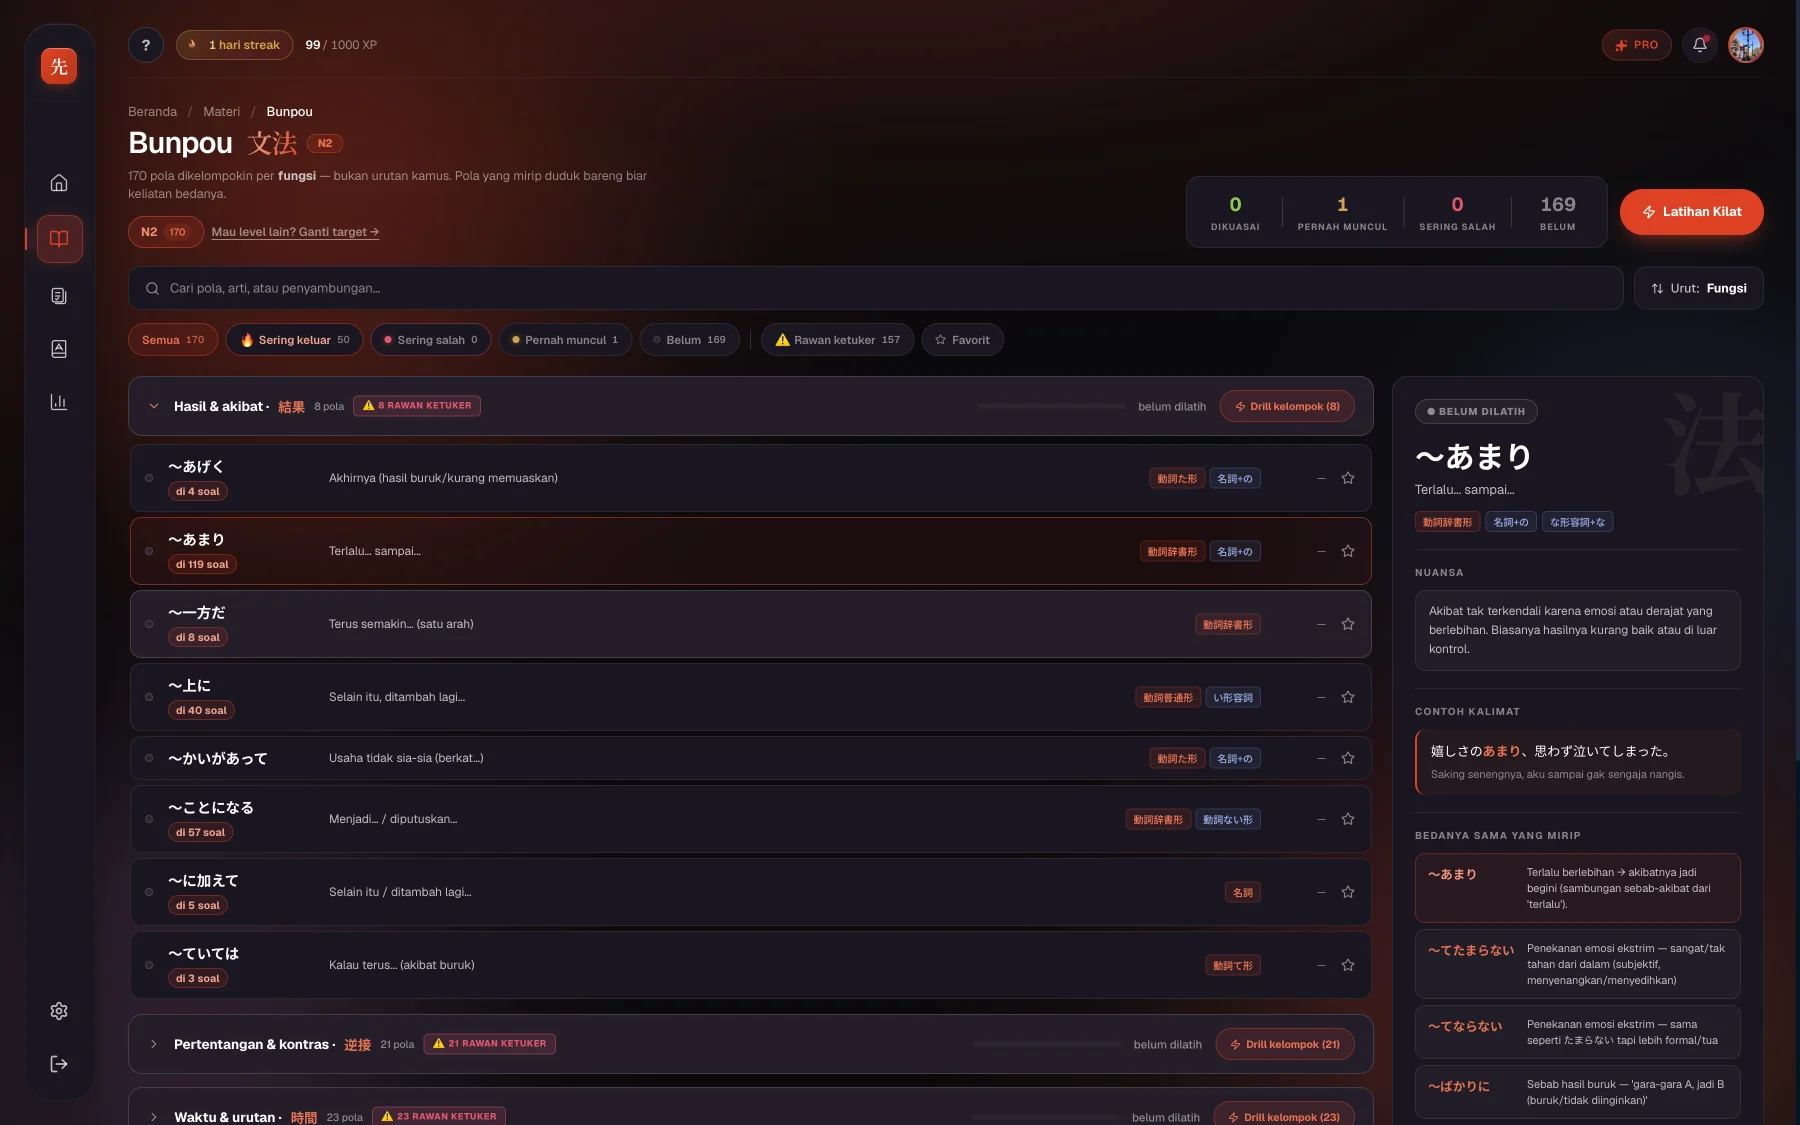 先
?
1 hari streak
99 / 1000 XP
PRO
Beranda / Materi / Bunpou
Bunpou 文法 N2
170 pola dikelompokin per fungsi — bukan urutan kamus. Pola yang mirip duduk bareng biar
keliatan bedanya.
N2 170 Mau level lain? Ganti target →
0 DIKUASAI
1 PERNAH MUNCUL
0 SERING SALAH
169 BELUM
Latihan Kilat
Cari pola, arti, atau penyambungan...
Urut: Fungsi
Semua 170
Sering keluar 50
Sering salah 0
Pernah muncul 1
Belum 169
Rawan ketuker 157
Favorit
Hasil & akibat · 結果 8 pola 8 RAWAN KETUKER belum dilatih Drill kelompok (8)
〜あげく
di 4 soal
Akhirnya (hasil buruk/kurang memuaskan)
動詞た形 名詞+の –
〜あまり
di 119 soal
Terlalu... sampai...
動詞辞書形 名詞+の –
〜一方だ
di 8 soal
Terus semakin... (satu arah)
動詞辞書形 –
〜上に
di 40 soal
Selain itu, ditambah lagi...
動詞普通形 い形容詞 –
〜かいがあって
Usaha tidak sia-sia (berkat...)
動詞た形 名詞+の –
〜ことになる
di 57 soal
Menjadi... / diputuskan...
動詞辞書形 動詞ない形 –
〜に加えて
di 5 soal
Selain itu / ditambah lagi...
名詞 –
〜ていては
di 3 soal
Kalau terus... (akibat buruk)
動詞て形 –
Pertentangan & kontras · 逆接 21 pola 21 RAWAN KETUKER belum dilatih Drill kelompok (21)
Waktu & urutan · 時間 23 pola 23 RAWAN KETUKER belum dilatih Drill kelompok (23)
BELUM DILATIH
法
〜あまり
Terlalu... sampai...
動詞辞書形 名詞+の な形容詞+な
NUANSA
Akibat tak terkendali karena emosi atau derajat yang
berlebihan. Biasanya hasilnya kurang baik atau di luar
kontrol.
CONTOH KALIMAT
嬉しさのあまり、思わず泣いてしまった。
Saking senengnya, aku sampai gak sengaja nangis.
BEDANYA SAMA YANG MIRIP
〜あまり
Terlalu berlebihan → akibatnya jadi
begini (sambungan sebab-akibat dari
'terlalu').
〜てたまらない
Penekanan emosi ekstrim — sangat/tak
tahan dari dalam (subjektif,
menyenangkan/menyedihkan)
〜てならない
Penekanan emosi ekstrim — sama
seperti たまらない tapi lebih formal/tua
〜ばかりに
Sebab hasil buruk — 'gara-gara A, jadi B
(buruk/tidak diinginkan)'